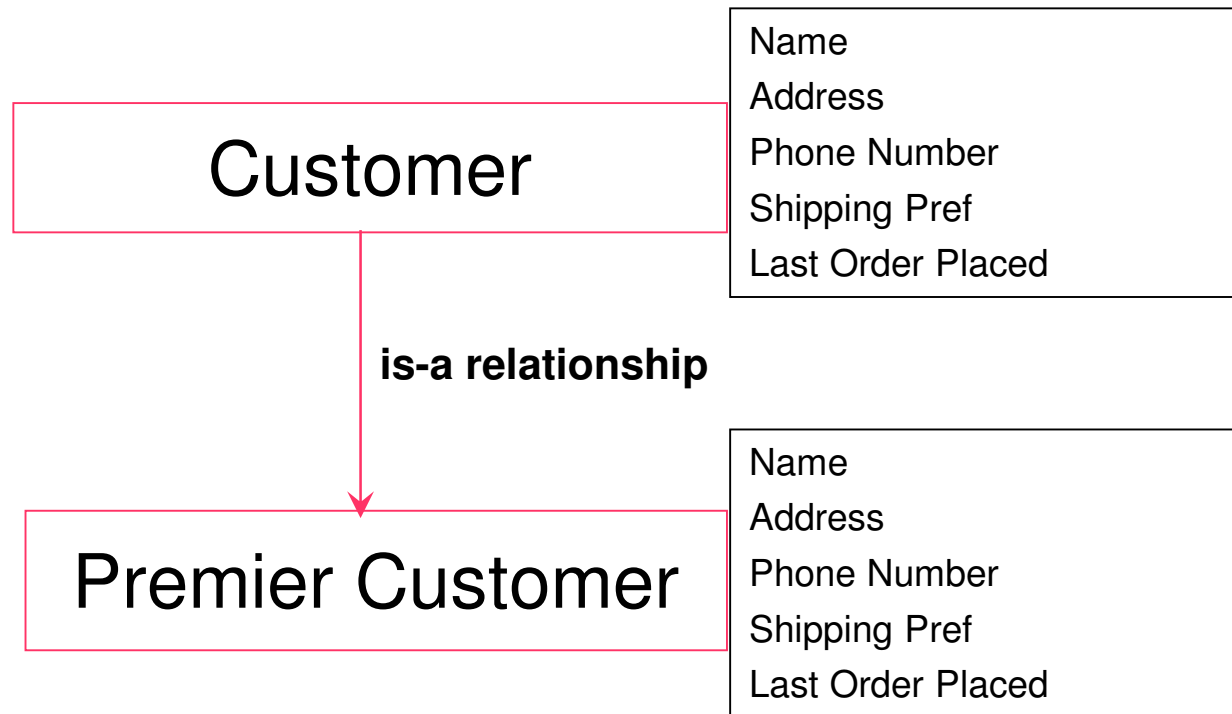 Customer
Name
Address
Phone Number
Shipping Pref
Last Order Placed
is-a relationship
Premier Customer
Name
Address
Phone Number
Shipping Pref
Last Order Placed